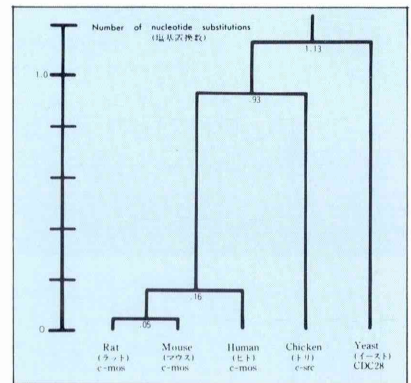 Number of nucleotide substitutions
(塩基置換数)
1.13
1.0
.93
.16
.05
0
Rat Mouse Human Chicken Yeast
(ラット) (マウス) (ヒト) (トリ) (イースト)
c-mos c-mos c-mos c-src CDC28